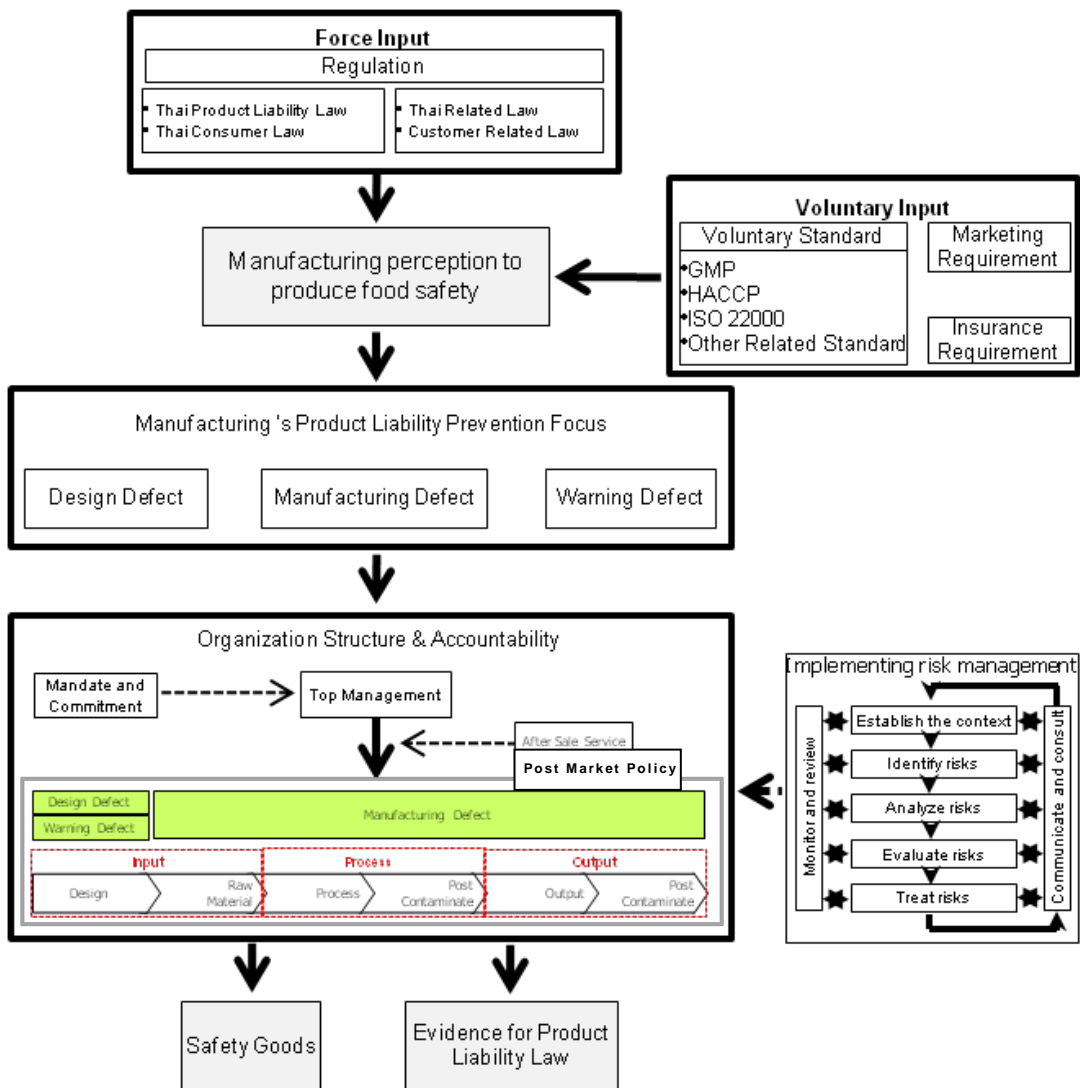 Force Input
Regulation
▪ Thai Product Liability Law
▪ Thai Consumer Law
▪ Thai Related Law
▪ Customer Related Law
Voluntary Input
Voluntary Standard
•GMP
•HACCP
•ISO 22000
•Other Related Standard
Marketing
Requirement
Insurance
Requirement
Manufacturing perception to
produce food safety
Manufacturing 's Product Liability Prevention Focus
Design Defect
Manufacturing Defect
Warning Defect
Organization Structure & Accountability
Mandate and
Commitment
Top Management
After Sale Service
Post Market Policy
Design Defect
Warning Defect
Manufacturing Defect
Input
Process
Output
Design
Raw
Material
Process
Post
Contaminate
Output
Post
Contaminate
Implementing risk management
Monitor and review
Establish the context
Identify risks
Analyze risks
Evaluate risks
Treat risks
Communicate and consult
Safety Goods
Evidence for Product
Liability Law